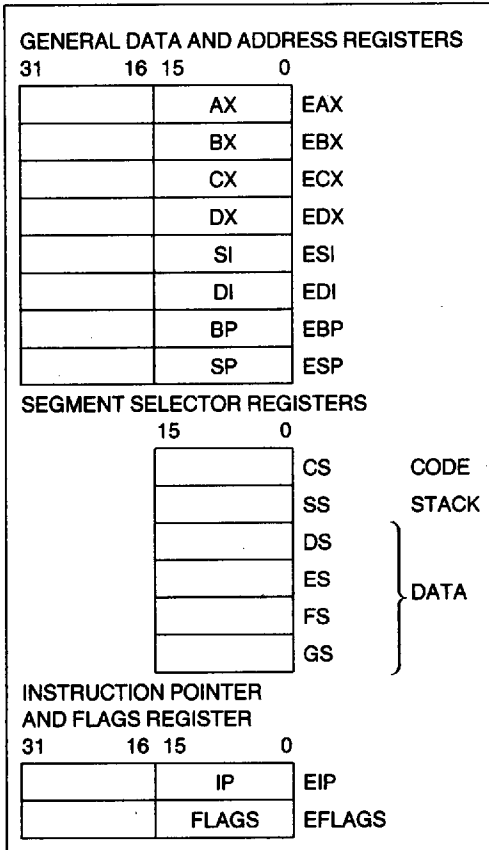 GENERAL DATA AND ADDRESS REGISTERS
31 16 15 0
AX EAX
BX EBX
CX ECX
DX EDX
SI ESI
DI EDI
BP EBP
SP ESP
SEGMENT SELECTOR REGISTERS
15 0
CS CODE
SS STACK
DS
ES
DATA
FS
GS
INSTRUCTION POINTER
AND FLAGS REGISTER
31 16 15 0
IP EIP
FLAGS EFLAGS